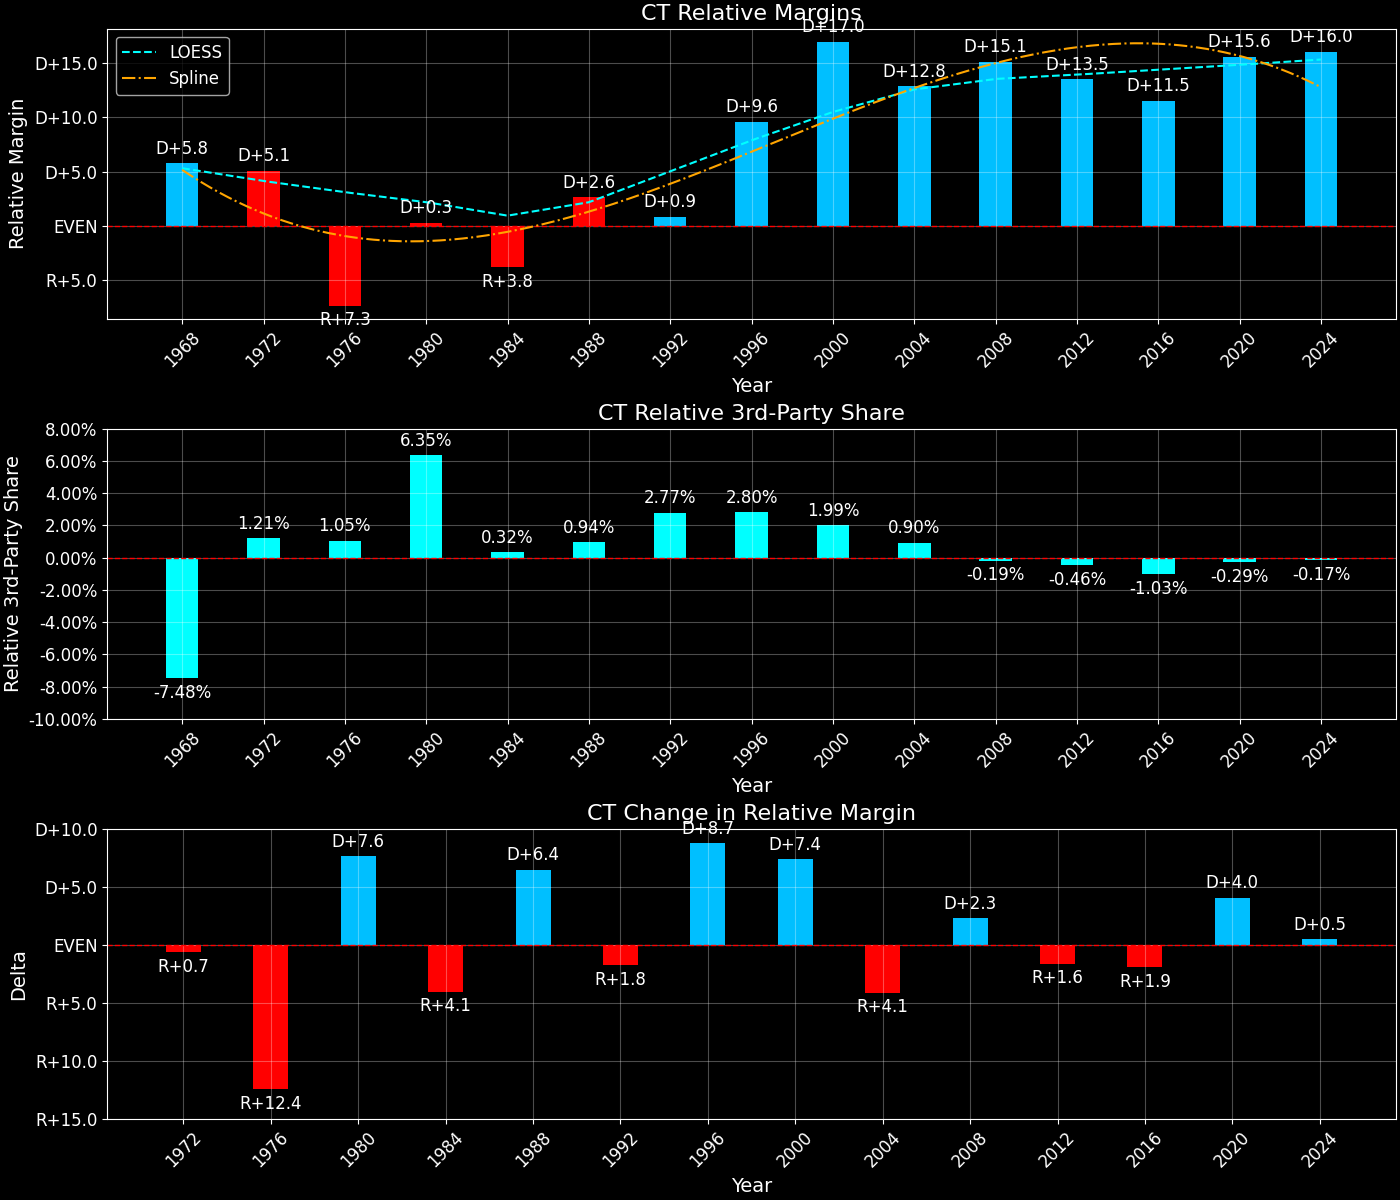 CT Relative Margins
LOESS
Spline
Relative Margin
D+15.0
D+10.0
D+5.0
EVEN
R+5.0
D+5.8
D+5.1
R+7.3
D+0.3
R+3.8
D+2.6
D+0.9
D+9.6
D+17.0
D+12.8
D+15.1
D+13.5
D+11.5
D+15.6
D+16.0
1968 1972 1976 1980 1984 1988 1992 1996 2000 2004 2008 2012 2016 2020 2024
Year
CT Relative 3rd-Party Share
Relative 3rd-Party Share
8.00%
6.00%
4.00%
2.00%
0.00%
-2.00%
-4.00%
-6.00%
-8.00%
-10.00%
-7.48%
1.21%
1.05%
6.35%
0.32%
0.94%
2.77%
2.80%
1.99%
0.90%
-0.19%
-0.46%
-1.03%
-0.29%
-0.17%
1968 1972 1976 1980 1984 1988 1992 1996 2000 2004 2008 2012 2016 2020 2024
Year
CT Change in Relative Margin
Delta
D+10.0
D+5.0
EVEN
R+5.0
R+10.0
R+15.0
R+0.7
R+12.4
D+7.6
R+4.1
D+6.4
R+1.8
D+8.7
D+7.4
R+4.1
D+2.3
R+1.6
R+1.9
D+4.0
D+0.5
1972 1976 1980 1984 1988 1992 1996 2000 2004 2008 2012 2016 2020 2024
Year